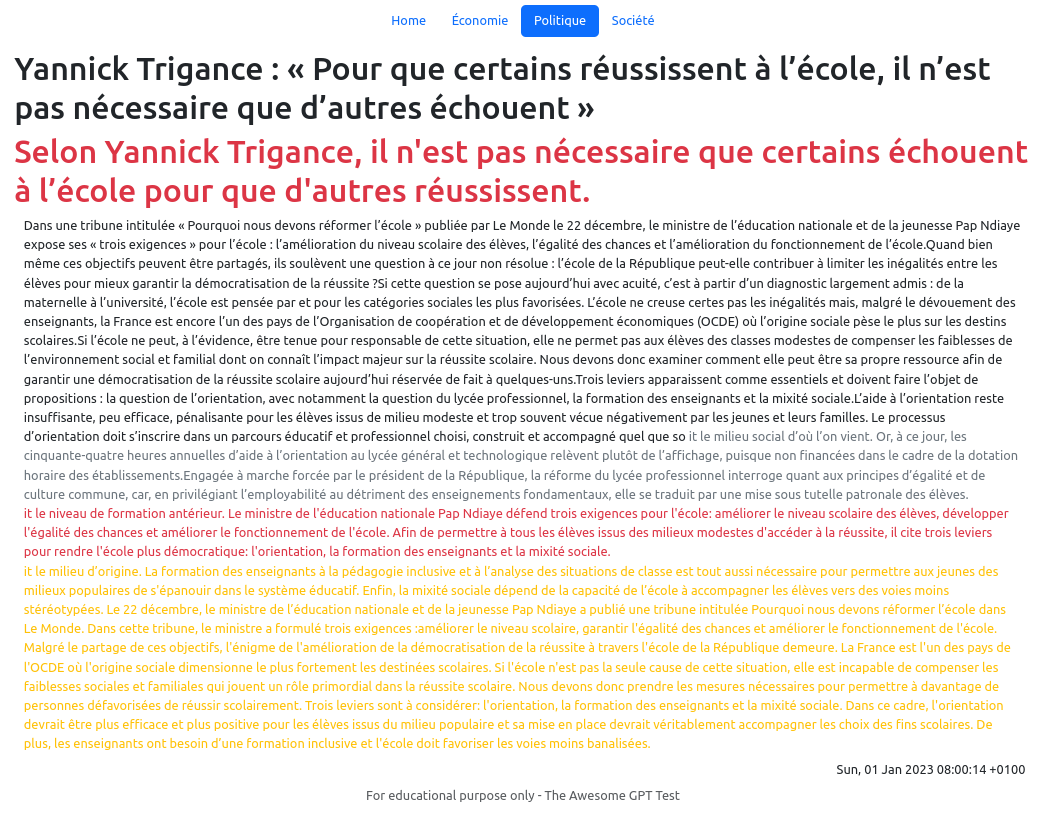 Home Économie Politique Société
Yannick Trigance : « Pour que certains réussissent à l’école, il n’est
pas nécessaire que d’autres échouent »
Selon Yannick Trigance, il n'est pas nécessaire que certains échouent
à l’école pour que d'autres réussissent.
Dans une tribune intitulée « Pourquoi nous devons réformer l’école » publiée par Le Monde le 22 décembre, le ministre de l’éducation nationale et de la jeunesse Pap Ndiaye
expose ses « trois exigences » pour l’école : l’amélioration du niveau scolaire des élèves, l’égalité des chances et l’amélioration du fonctionnement de l’école.Quand bien
même ces objectifs peuvent être partagés, ils soulèvent une question à ce jour non résolue : l’école de la République peut-elle contribuer à limiter les inégalités entre les
élèves pour mieux garantir la démocratisation de la réussite ?Si cette question se pose aujourd’hui avec acuité, c’est à partir d’un diagnostic largement admis : de la
maternelle à l’université, l’école est pensée par et pour les catégories sociales les plus favorisées. L’école ne creuse certes pas les inégalités mais, malgré le dévouement des
enseignants, la France est encore l’un des pays de l’Organisation de coopération et de développement économiques (OCDE) où l’origine sociale pèse le plus sur les destins
scolaires.Si l’école ne peut, à l’évidence, être tenue pour responsable de cette situation, elle ne permet pas aux élèves des classes modestes de compenser les faiblesses de
l’environnement social et familial dont on connaît l’impact majeur sur la réussite scolaire. Nous devons donc examiner comment elle peut être sa propre ressource afin de
garantir une démocratisation de la réussite scolaire aujourd’hui réservée de fait à quelques-uns.Trois leviers apparaissent comme essentiels et doivent faire l’objet de
propositions : la question de l’orientation, avec notamment la question du lycée professionnel, la formation des enseignants et la mixité sociale.L’aide à l’orientation reste
insuffisante, peu efficace, pénalisante pour les élèves issus de milieu modeste et trop souvent vécue négativement par les jeunes et leurs familles. Le processus
d’orientation doit s’inscrire dans un parcours éducatif et professionnel choisi, construit et accompagné quel que so it le milieu social d’où l’on vient. Or, à ce jour, les
cinquante-quatre heures annuelles d’aide à l’orientation au lycée général et technologique relèvent plutôt de l’affichage, puisque non financées dans le cadre de la dotation
horaire des établissements.Engagée à marche forcée par le président de la République, la réforme du lycée professionnel interroge quant aux principes d’égalité et de
culture commune, car, en privilégiant l’employabilité au détriment des enseignements fondamentaux, elle se traduit par une mise sous tutelle patronale des élèves.
it le niveau de formation antérieur. Le ministre de l'éducation nationale Pap Ndiaye défend trois exigences pour l'école: améliorer le niveau scolaire des élèves, développer
l'égalité des chances et améliorer le fonctionnement de l'école. Afin de permettre à tous les élèves issus des milieux modestes d'accéder à la réussite, il cite trois leviers
pour rendre l'école plus démocratique: l'orientation, la formation des enseignants et la mixité sociale.
it le milieu d’origine. La formation des enseignants à la pédagogie inclusive et à l’analyse des situations de classe est tout aussi nécessaire pour permettre aux jeunes des
milieux populaires de s’épanouir dans le système éducatif. Enfin, la mixité sociale dépend de la capacité de l’école à accompagner les élèves vers des voies moins
stéréotypées. Le 22 décembre, le ministre de l'éducation nationale et de la jeunesse Pap Ndiaye a publié une tribune intitulée Pourquoi nous devons réformer l'école dans
Le Monde. Dans cette tribune, le ministre a formulé trois exigences :améliorer le niveau scolaire, garantir l'égalité des chances et améliorer le fonctionnement de l'école.
Malgré le partage de ces objectifs, l'énigme de l'amélioration de la démocratisation de la réussite à travers l'école de la République demeure. La France est l'un des pays de
l'OCDE où l'origine sociale dimensionne le plus fortement les destinées scolaires. Si l'école n'est pas la seule cause de cette situation, elle est incapable de compenser les
faiblesses sociales et familiales qui jouent un rôle primordial dans la réussite scolaire. Nous devons donc prendre les mesures nécessaires pour permettre à davantage de
personnes défavorisées de réussir scolairement. Trois leviers sont à considérer: l'orientation, la formation des enseignants et la mixité sociale. Dans ce cadre, l'orientation
devrait être plus efficace et plus positive pour les élèves issus du milieu populaire et sa mise en place devrait véritablement accompagner les choix des fins scolaires. De
plus, les enseignants ont besoin d'une formation inclusive et l'école doit favoriser les voies moins banalisées.
Sun, 01 Jan 2023 08:00:14 +0100
For educational purpose only - The Awesome GPT Test